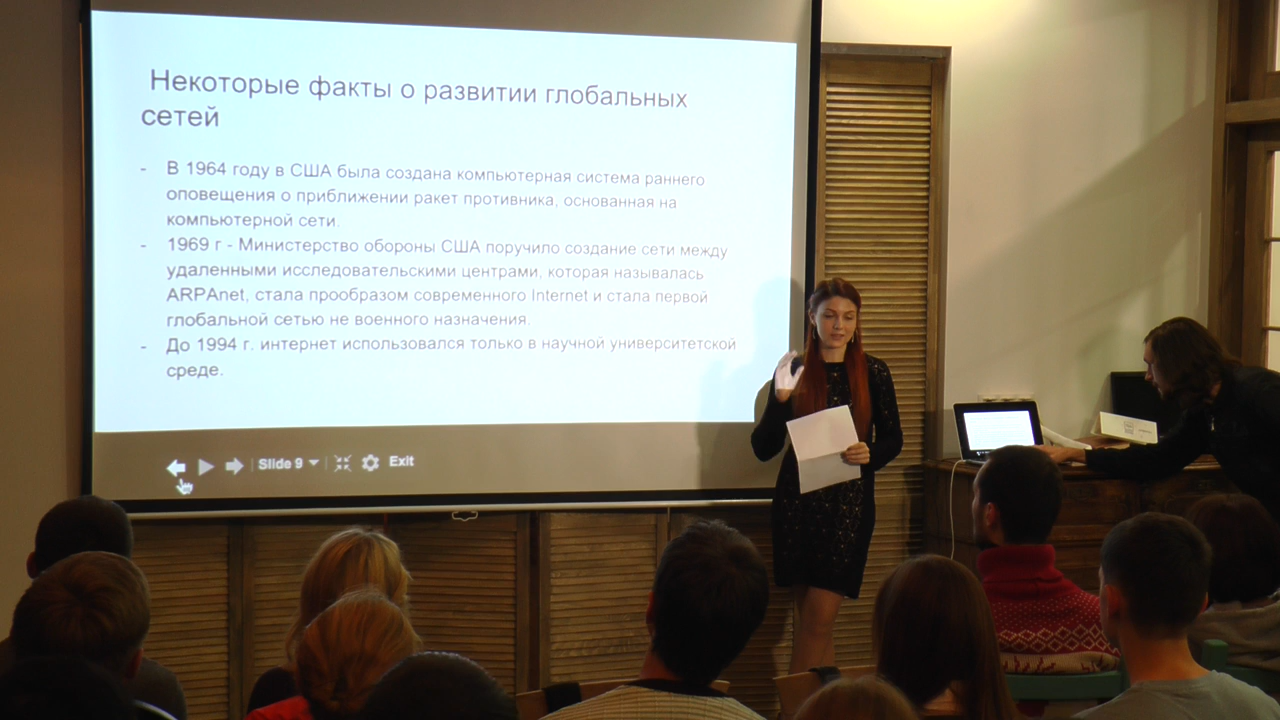 Некоторые факты о развитии глобальных
сетей
- В 1964 году в США была создана компьютерная система раннего
оповещения о приближении ракет противника, основанная на
компьютерной сети.
- 1969 г - Министерство обороны США поручило создание сети между
удаленными исследовательскими центрами, которая называлась
ARPAnet, стала прообразом современного Internet и стала первой
глобальной сетью не военного назначения.
- До 1994 г. интернет использовался только в научной университетской
среде.
Slide 9 Exit